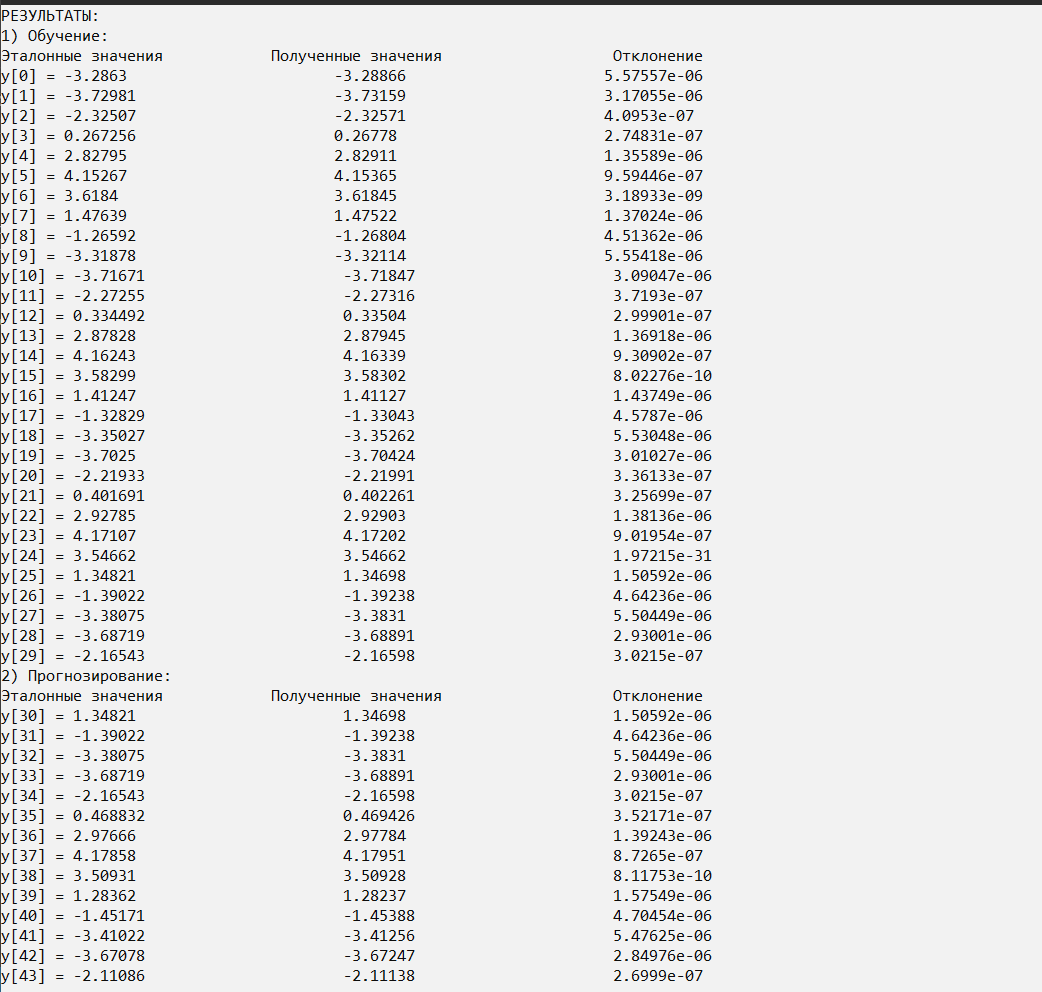 РЕЗУЛЬТАТЫ:
1) Обучение:
Эталонные значения Полученные значения Отклонение
y[0] = -3.2863 -3.28866 5.57557e-06
y[1] = -3.72981 -3.73159 3.17055e-06
y[2] = -2.32507 -2.32571 4.0953e-07
y[3] = 0.267256 0.26778 2.74831e-07
y[4] = 2.82795 2.82911 1.35589e-06
y[5] = 4.15267 4.15365 9.59446e-07
y[6] = 3.6184 3.61845 3.18933e-09
y[7] = 1.47639 1.47522 1.37024e-06
y[8] = -1.26592 -1.26804 4.51362e-06
y[9] = -3.31878 -3.32114 5.55418e-06
y[10] = -3.71671 -3.71847 3.09047e-06
y[11] = -2.27255 -2.27316 3.7193e-07
y[12] = 0.334492 0.33504 2.99901e-07
y[13] = 2.87828 2.87945 1.36918e-06
y[14] = 4.16243 4.16339 9.30902e-07
y[15] = 3.58299 3.58302 8.02276e-10
y[16] = 1.41247 1.41127 1.43749e-06
y[17] = -1.32829 -1.33043 4.5787e-06
y[18] = -3.35027 -3.35262 5.53048e-06
y[19] = -3.7025 -3.70424 3.01027e-06
y[20] = -2.21933 -2.21991 3.36133e-07
y[21] = 0.401691 0.402261 3.25699e-07
y[22] = 2.92785 2.92903 1.38136e-06
y[23] = 4.17107 4.17202 9.01954e-07
y[24] = 3.54662 3.54662 1.97215e-31
y[25] = 1.34821 1.34698 1.50592e-06
y[26] = -1.39022 -1.39238 4.64236e-06
y[27] = -3.38075 -3.3831 5.50449e-06
y[28] = -3.68719 -3.68891 2.93001e-06
y[29] = -2.16543 -2.16598 3.0215e-07
2) Прогнозирование:
Эталонные значения Полученные значения Отклонение
y[30] = 1.34821 1.34698 1.50592e-06
y[31] = -1.39022 -1.39238 4.64236e-06
y[32] = -3.38075 -3.3831 5.50449e-06
y[33] = -3.68719 -3.68891 2.93001e-06
y[34] = -2.16543 -2.16598 3.0215e-07
y[35] = 0.468832 0.469426 3.52171e-07
y[36] = 2.97666 2.97784 1.39243e-06
y[37] = 4.17858 4.17951 8.7265e-07
y[38] = 3.50931 3.50928 8.11753e-10
y[39] = 1.28362 1.28237 1.57549e-06
y[40] = -1.45171 -1.45388 4.70454e-06
y[41] = -3.41022 -3.41256 5.47625e-06
y[42] = -3.67078 -3.67247 2.84976e-06
y[43] = -2.11086 -2.11138 2.6999e-07